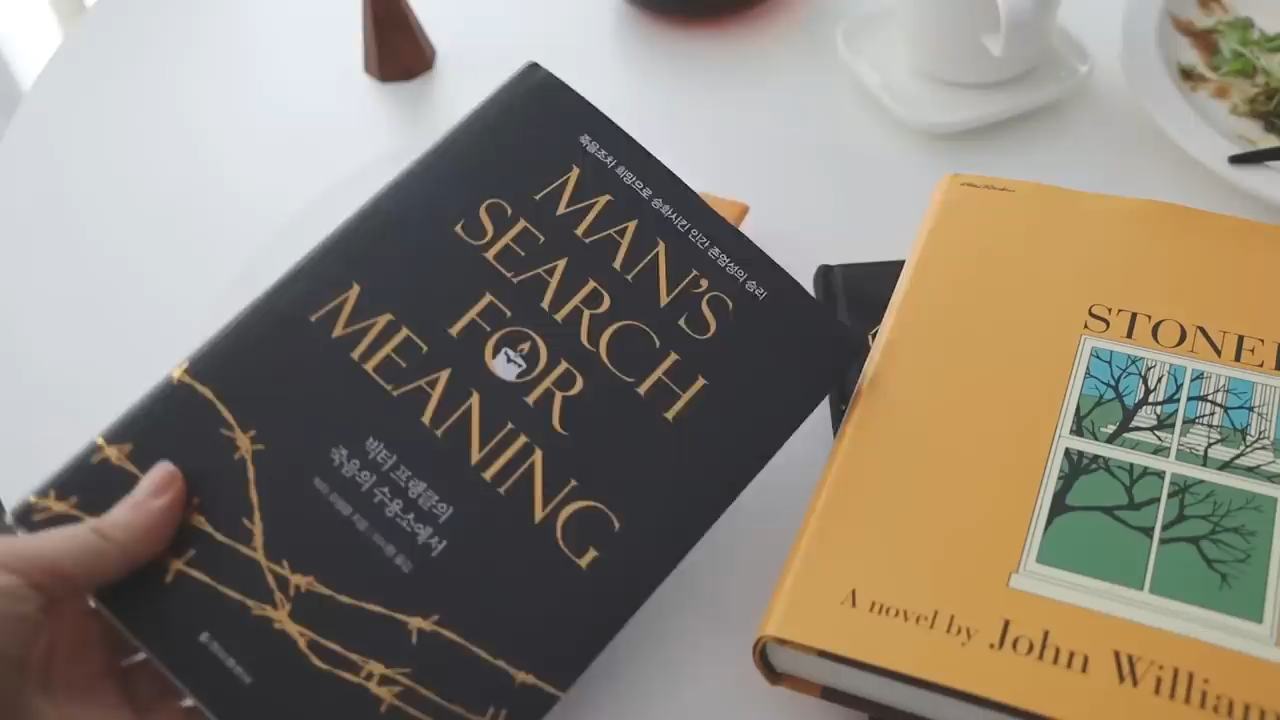 죽음조차 희망으로 승화시킨 인간 존엄성의 승리
MAN'S
SEARCH
FOR
MEANING
빅터 프랭클의
죽음의 수용소에서
STONE
A novel by John William